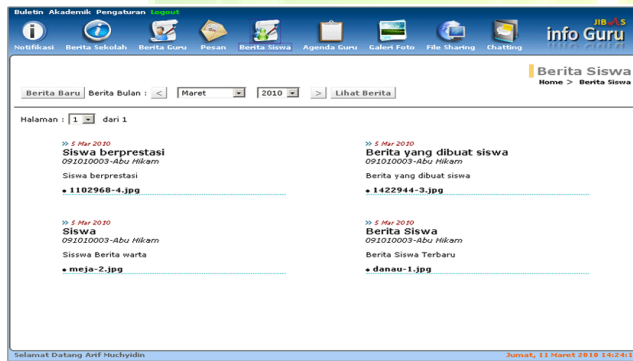 Buletin Akademik Pengaturan Logout
JIBAS
info Guru
Notifikasi Berita Sekolah Berita Guru Pesan Berita Siswa Agenda Guru Galeri Foto File Sharing Chatting
Berita Siswa
Home > Berita Siswa
Berita Baru Berita Bulan : < Maret 2010 > Lihat Berita
Halaman : 1 dari 1
» 5 Mar 2010
Siswa berprestasi
091010003-Abu Hikam
Siswa berprestasi
• 1102968-4.jpg
» 5 Mar 2010
Berita yang dibuat siswa
091010003-Abu Hikam
Berita yang dibuat siswa
• 1422944-3.jpg
» 5 Mar 2010
Siswa
091010003-Abu Hikam
Sisswa Berita warta
• meja-2.jpg
» 5 Mar 2010
Berita Siswa
091010003-Abu Hikam
Berita Siswa Terbaru
• danau-1.jpg
Selamat Datang Arif Muchyidin
Jumat, 11 Maret 2010